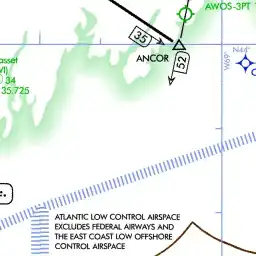 AWOS-3PT
35
N44°
W69°
ANCOR
152
asset
34
35.725
ATLANTIC LOW CONTROL AIRSPACE
EXCLUDES FEDERAL AIRWAYS AND
THE EAST COAST LOW OFFSHORE
CONTROL AIRSPACE